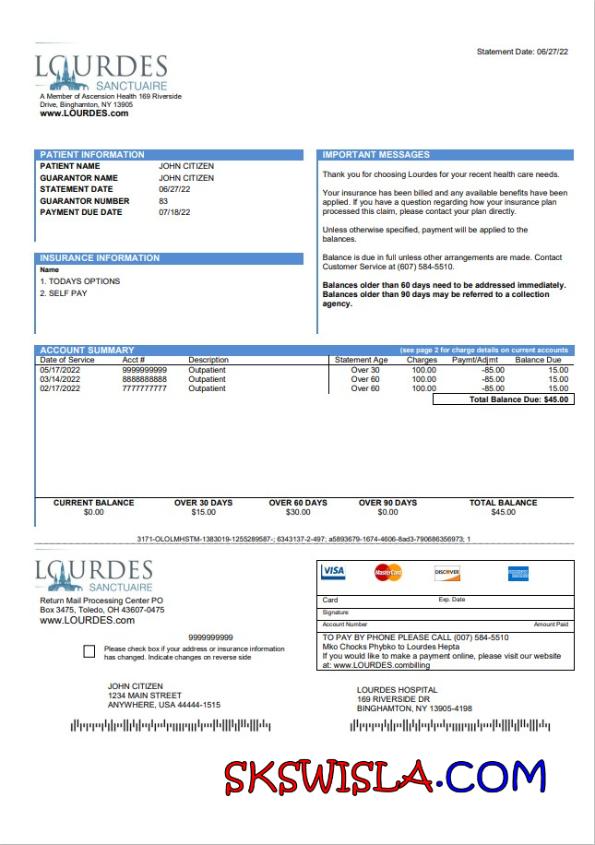 Statement Date: 06/27/22
LOURDES
SANCTUAIRE
A Member of Ascension Health 169 Riverside
Drive, Binghamton, NY 13905
www.LOURDES.com
PATIENT INFORMATION
PATIENT NAME JOHN CITIZEN
GUARANTOR NAME JOHN CITIZEN
STATEMENT DATE 06/27/22
GUARANTOR NUMBER 83
PAYMENT DUE DATE 07/18/22
INSURANCE INFORMATION
Name
1. TODAYS OPTIONS
2. SELF PAY
IMPORTANT MESSAGES
Thank you for choosing Lourdes for your recent health care needs.
Your insurance has been billed and any available benefits have been
applied. If you have a question regarding how your insurance plan
processed this claim, please contact your plan directly.
Unless otherwise specified, payment will be applied to the
balances.
Balance is due in full unless other arrangements are made. Contact
Customer Service at (607) 584-5510.
Balances older than 60 days need to be addressed immediately.
Balances older than 90 days may be referred to a collection
agency.
ACCOUNT SUMMARY (see page 2 for charge details on current accounts
Date of Service Acct # Description Statement Age Charges Paymt/Adjmt Balance Due
05/17/2022 9999999999 Outpatient Over 30 100.00 -85.00 15.00
03/14/2022 8888888888 Outpatient Over 60 100.00 -85.00 15.00
02/17/2022 7777777777 Outpatient Over 60 100.00 -85.00 15.00
Total Balance Due: $45.00
CURRENT BALANCE OVER 30 DAYS OVER 60 DAYS OVER 90 DAYS TOTAL BALANCE
$0.00 $15.00 $30.00 $0.00 $45.00
3171-OLOLMHSTM-1383019-1255289587-; 6343137-2-497; a5893679-1674-4606-8ad3-790686356973; 1
LOURDES
SANCTUAIRE
Return Mail Processing Center PO
Box 3475, Toledo, OH 43607-0475
www.LOURDES.com
9999999999
Please check box if your address or insurance information
has changed. Indicate changes on reverse side
VISA MasterCard DISCOVER AMERICAN EXPRESS
Card Exp. Date
Signature
Account Number Amount Paid
TO PAY BY PHONE PLEASE CALL (007) 584-5510
Mko Chocks Phybko to Lourdes Hepta
If you would like to make a payment online, please visit our website
at: www.LOURDES.combilling
JOHN CITIZEN
1234 MAIN STREET
ANYWHERE, USA 44444-1515
LOURDES HOSPITAL
169 RIVERSIDE DR
BINGHAMTON, NY 13905-4198
SKSWISLA.COM